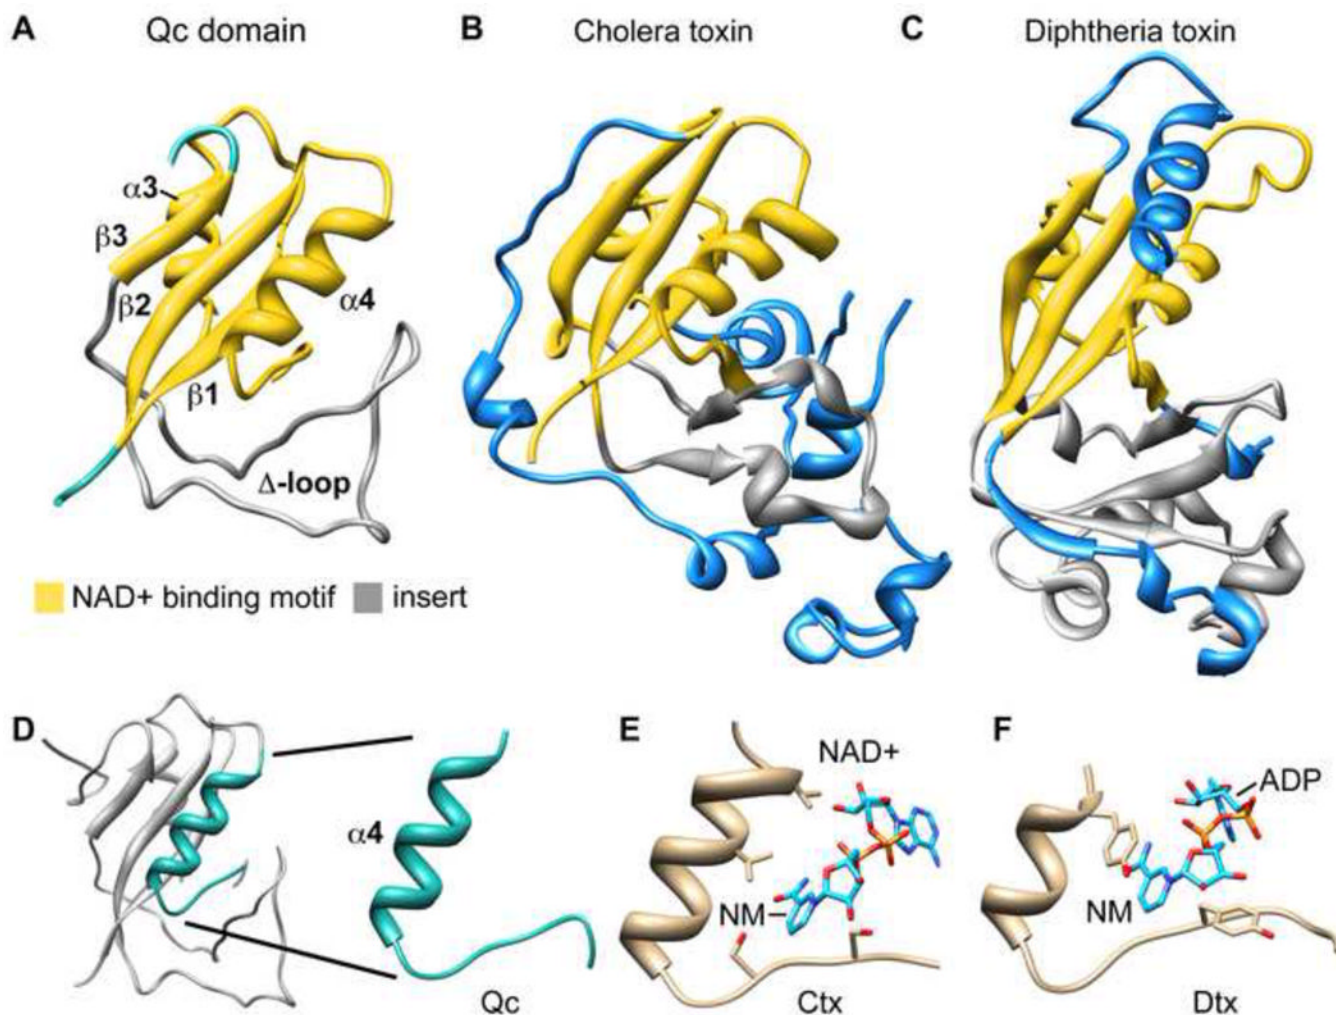 A Qc domain B Cholera toxin C Diphtheria toxin
α3
β3
β2
α4
β1
Δ-loop
NAD+ binding motif insert
D E F
NAD+
ADP
α4
NM
NM
Qc Ctx Dtx